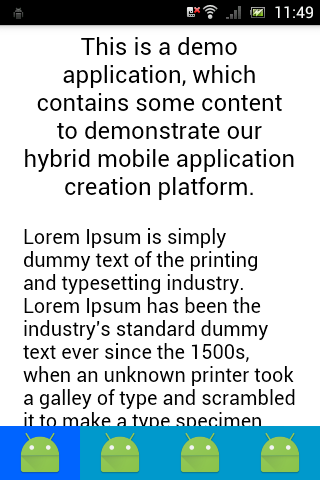 11:49
This is a demo
application, which
contains some content
to demonstrate our
hybrid mobile application
creation platform.
Lorem Ipsum is simply
dummy text of the printing
and typesetting industry.
Lorem Ipsum has been the
industry's standard dummy
text ever since the 1500s,
when an unknown printer took
a galley of type and scrambled
it to make a type specimen